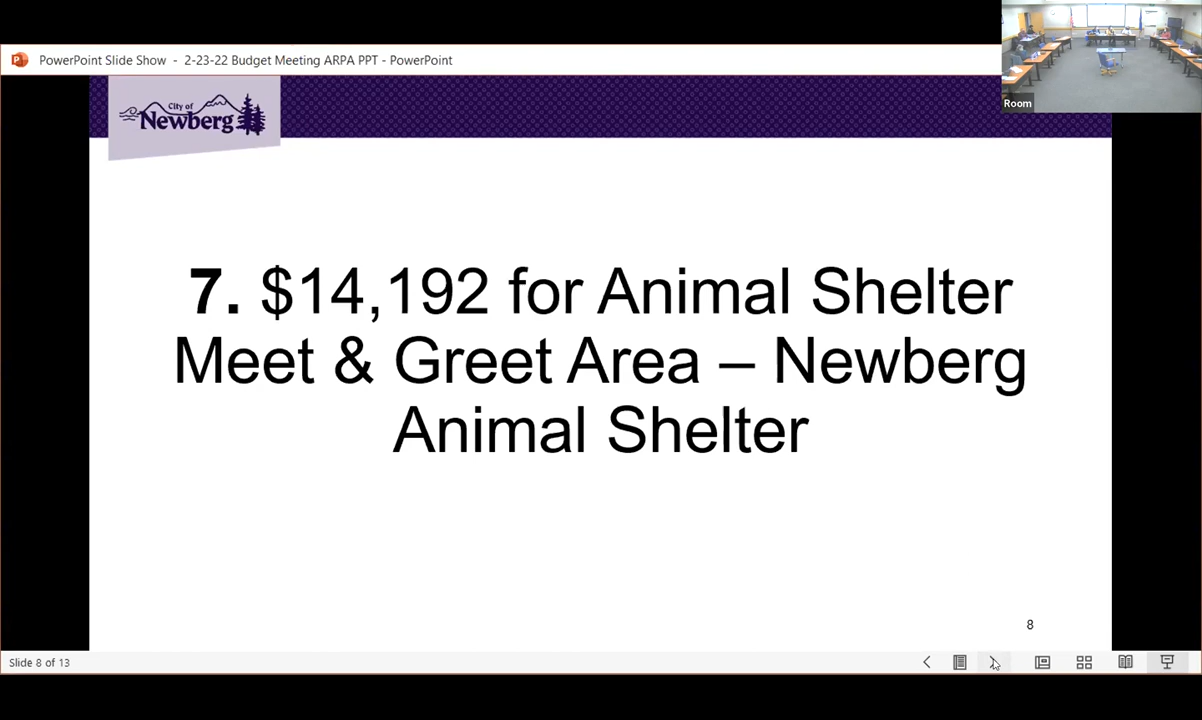 PowerPoint Slide Show - 2-23-22 Budget Meeting ARPA PPT - PowerPoint
Room
City of
Newberg
7. $14,192 for Animal Shelter
Meet & Greet Area – Newberg
Animal Shelter
8
Slide 8 of 13